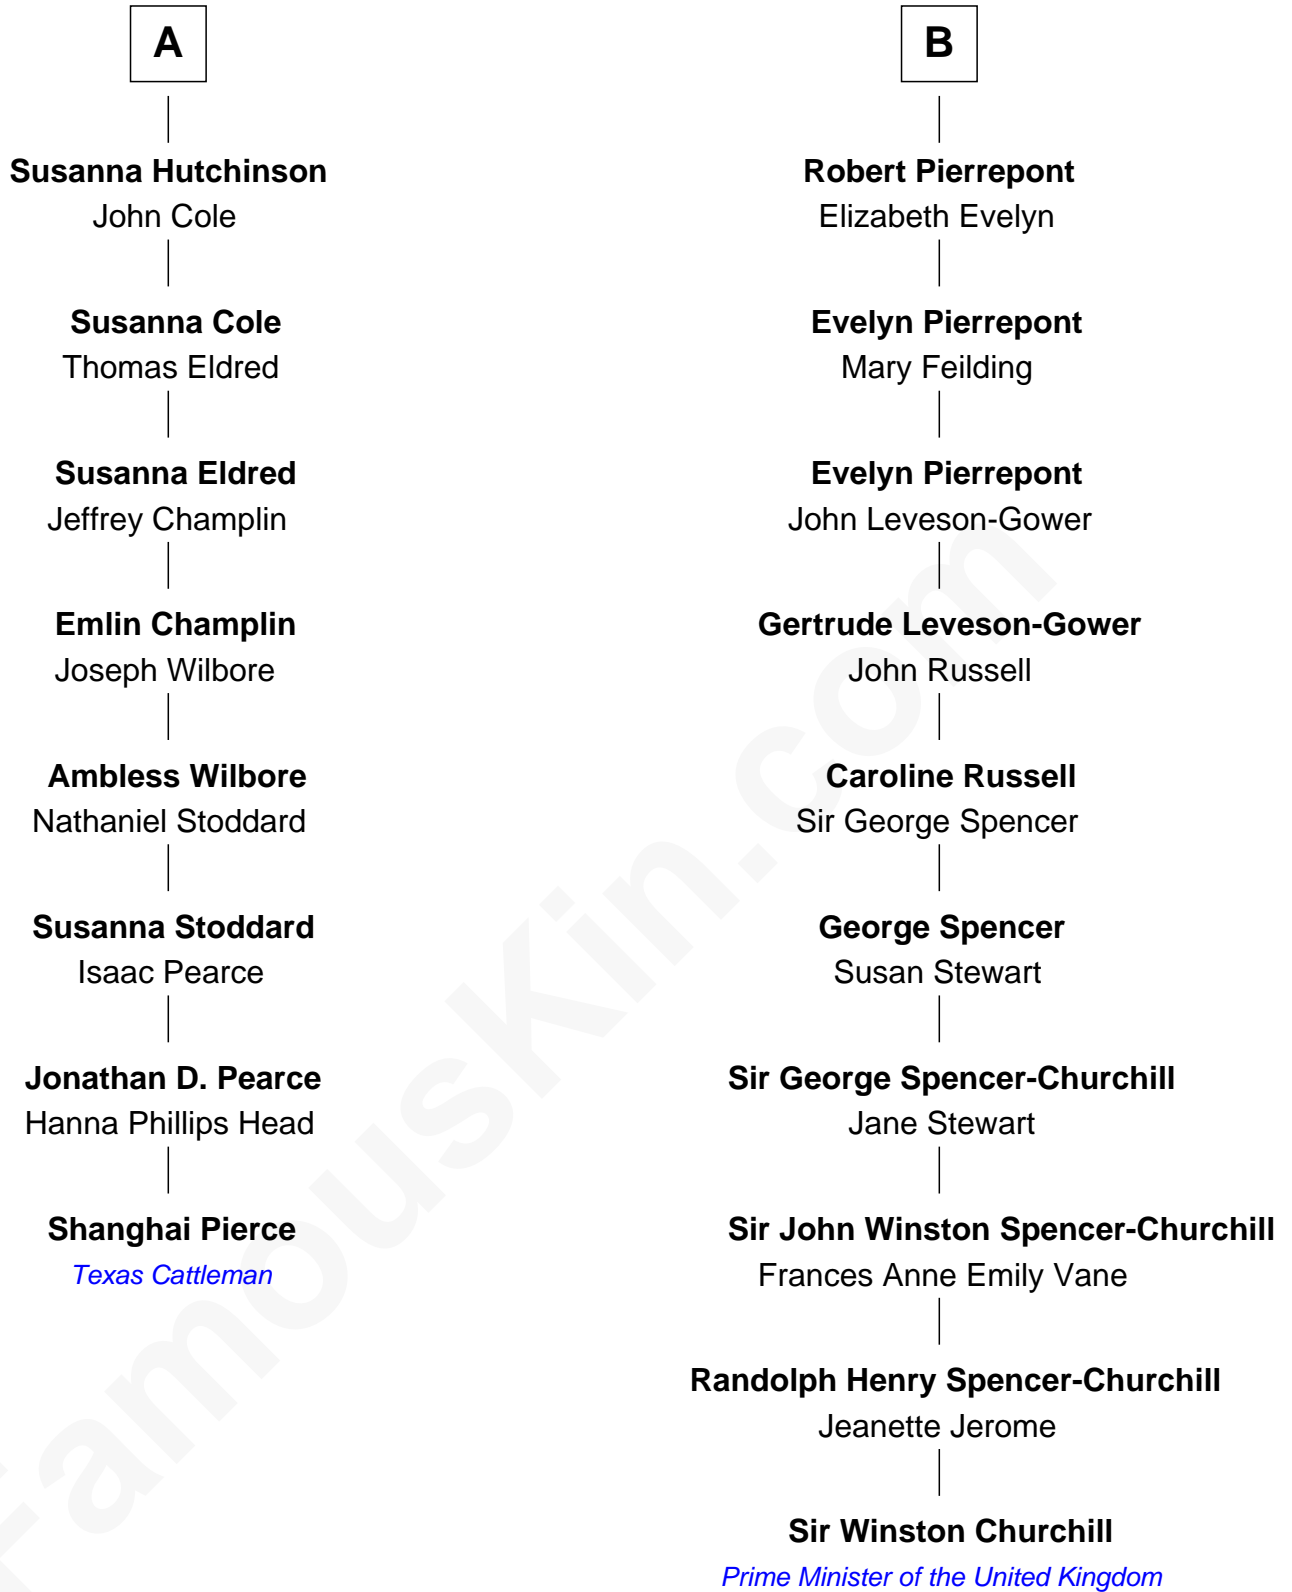 A
Susanna Hutchinson
John Cole
Susanna Cole
Thomas Eldred
Susanna Eldred
Jeffrey Champlin
Emlin Champlin
Joseph Wilbore
Ambless Wilbore
Nathaniel Stoddard
Susanna Stoddard
Isaac Pearce
Jonathan D. Pearce
Hanna Phillips Head
Shanghai Pierce
Texas Cattleman
B
Robert Pierrepont
Elizabeth Evelyn
Evelyn Pierrepont
Mary Feilding
Evelyn Pierrepont
John Leveson-Gower
Gertrude Leveson-Gower
John Russell
Caroline Russell
Sir George Spencer
George Spencer
Susan Stewart
Sir George Spencer-Churchill
Jane Stewart
Sir John Winston Spencer-Churchill
Frances Anne Emily Vane
Randolph Henry Spencer-Churchill
Jeanette Jerome
Sir Winston Churchill
Prime Minister of the United Kingdom
FamousKin.com